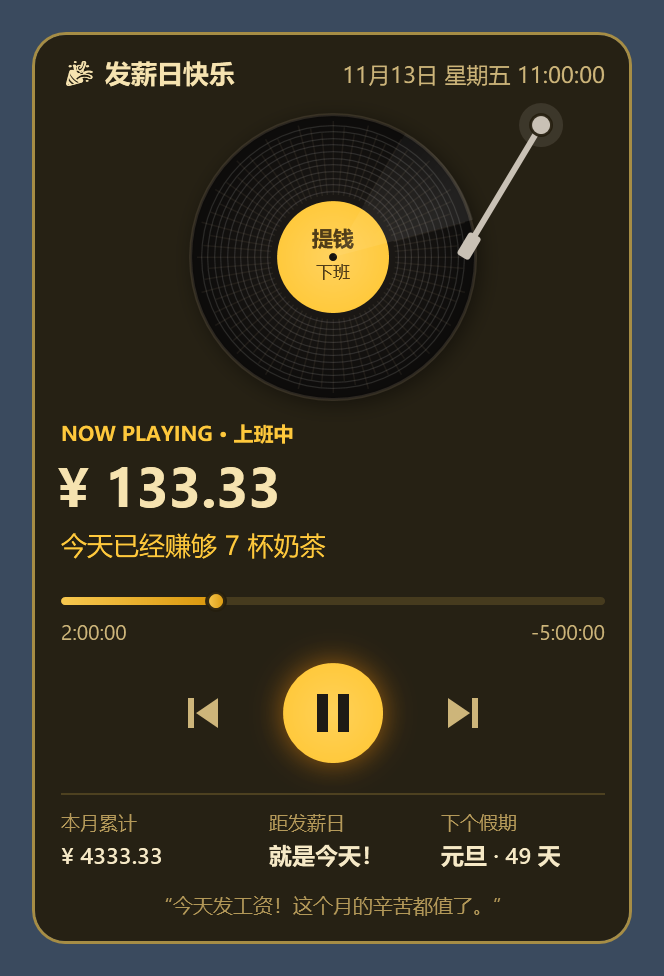 发薪日快乐
11月13日 星期五 11:00:00
提钱
下班
NOW PLAYING • 上班中
¥ 133.33
今天已经赚够 7 杯奶茶
2:00:00
-5:00:00
本月累计
距发薪日
下个假期
¥ 4333.33
就是今天!
元旦 · 49 天
“今天发工资！这个月的辛苦都值了。”